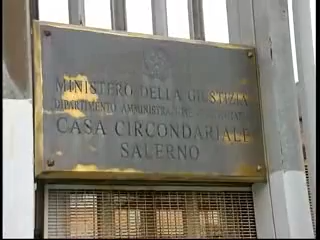 MINISTERO DELLA GIUSTIZIA
DIPARTIMENTO AMMINISTRAZIONE
CASA CIRCONDARIALE
SALERNO